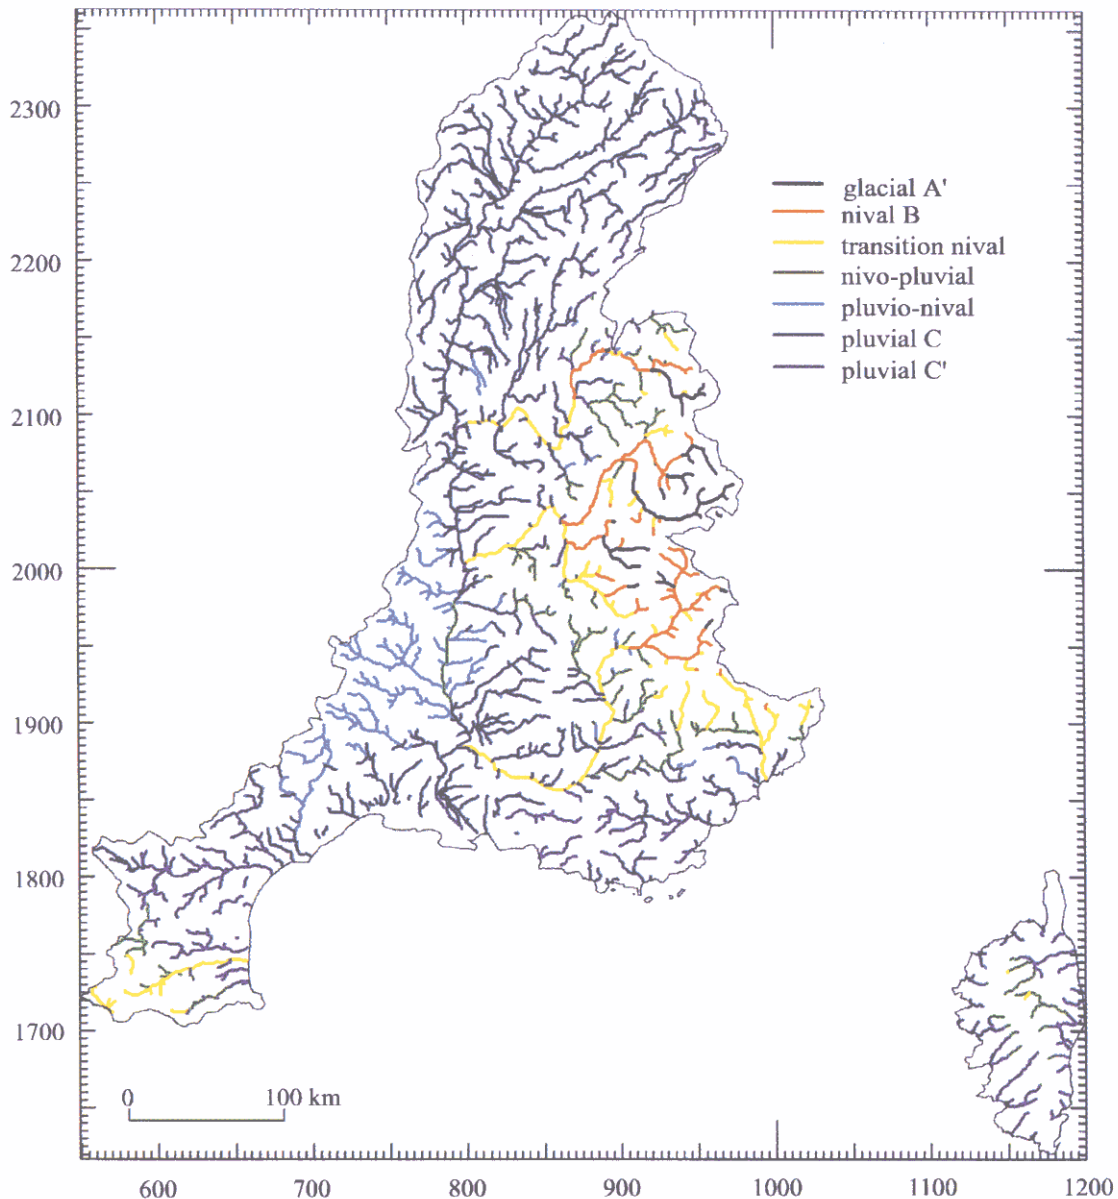 2300
2200
2100
2000
1900
1800
1700
glacial A'
nival B
transition nival
nivo-pluvial
pluvio-nival
pluvial C
pluvial C'
0 100 km
600 700 800 900 1000 1100 1200